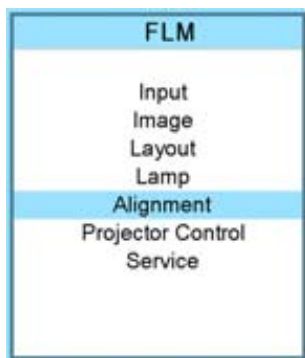 FLM
Input
Image
Layout
Lamp
Alignment
Projector Control
Service